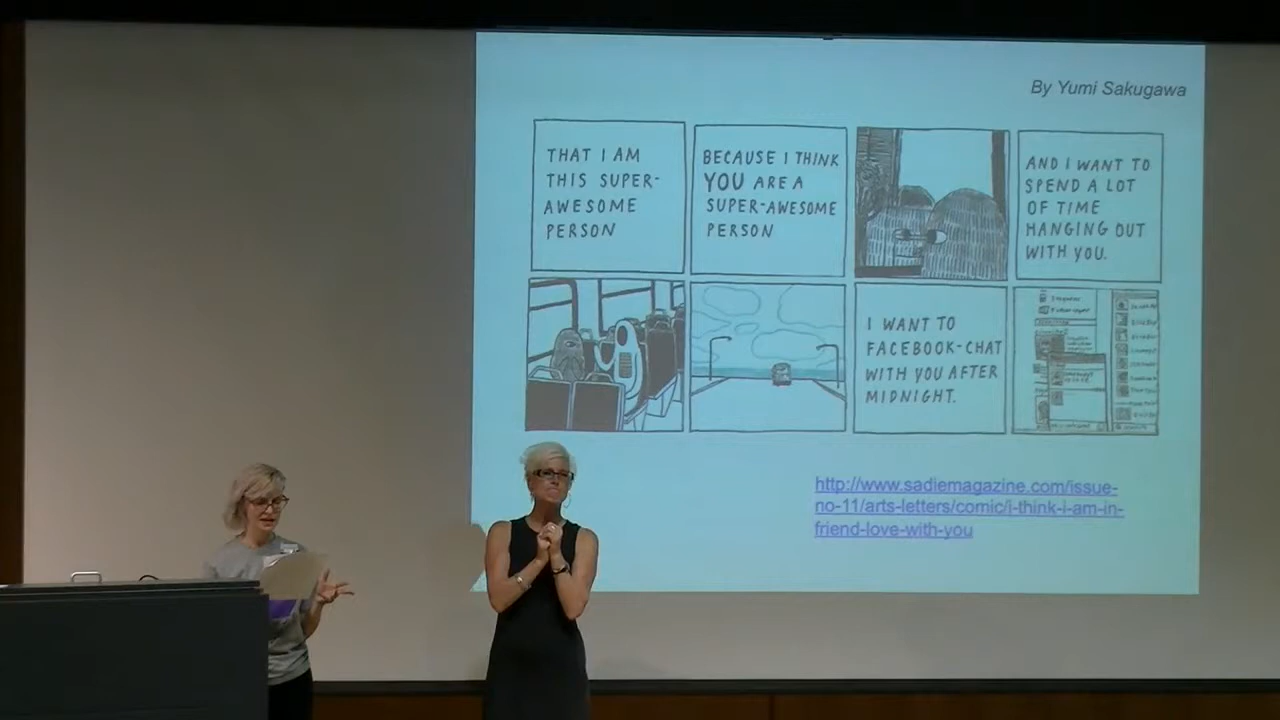 By Yumi Sakugawa
THAT I AM
THIS SUPER-
AWESOME
PERSON
BECAUSE I THINK
YOU ARE A
SUPER-AWESOME
PERSON
AND I WANT TO
SPEND A LOT
OF TIME
HANGING OUT
WITH YOU.
I WANT TO
FACEBOOK-CHAT
WITH YOU AFTER
MIDNIGHT.
http://www.sadiemagazine.com/issue-
no-11/arts-letters/comic/i-think-i-am-in-
friend-love-with-you